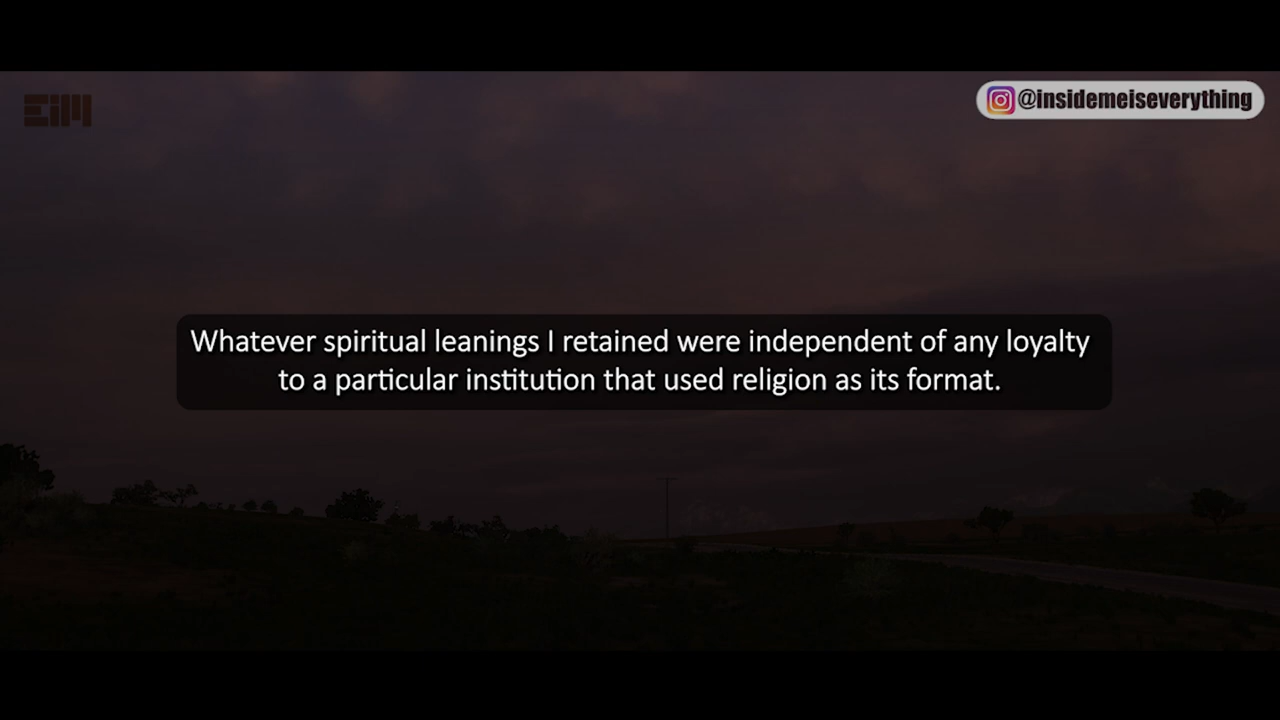 EiM
@insidemeiseverything
Whatever spiritual leanings I retained were independent of any loyalty
to a particular institution that used religion as its format.